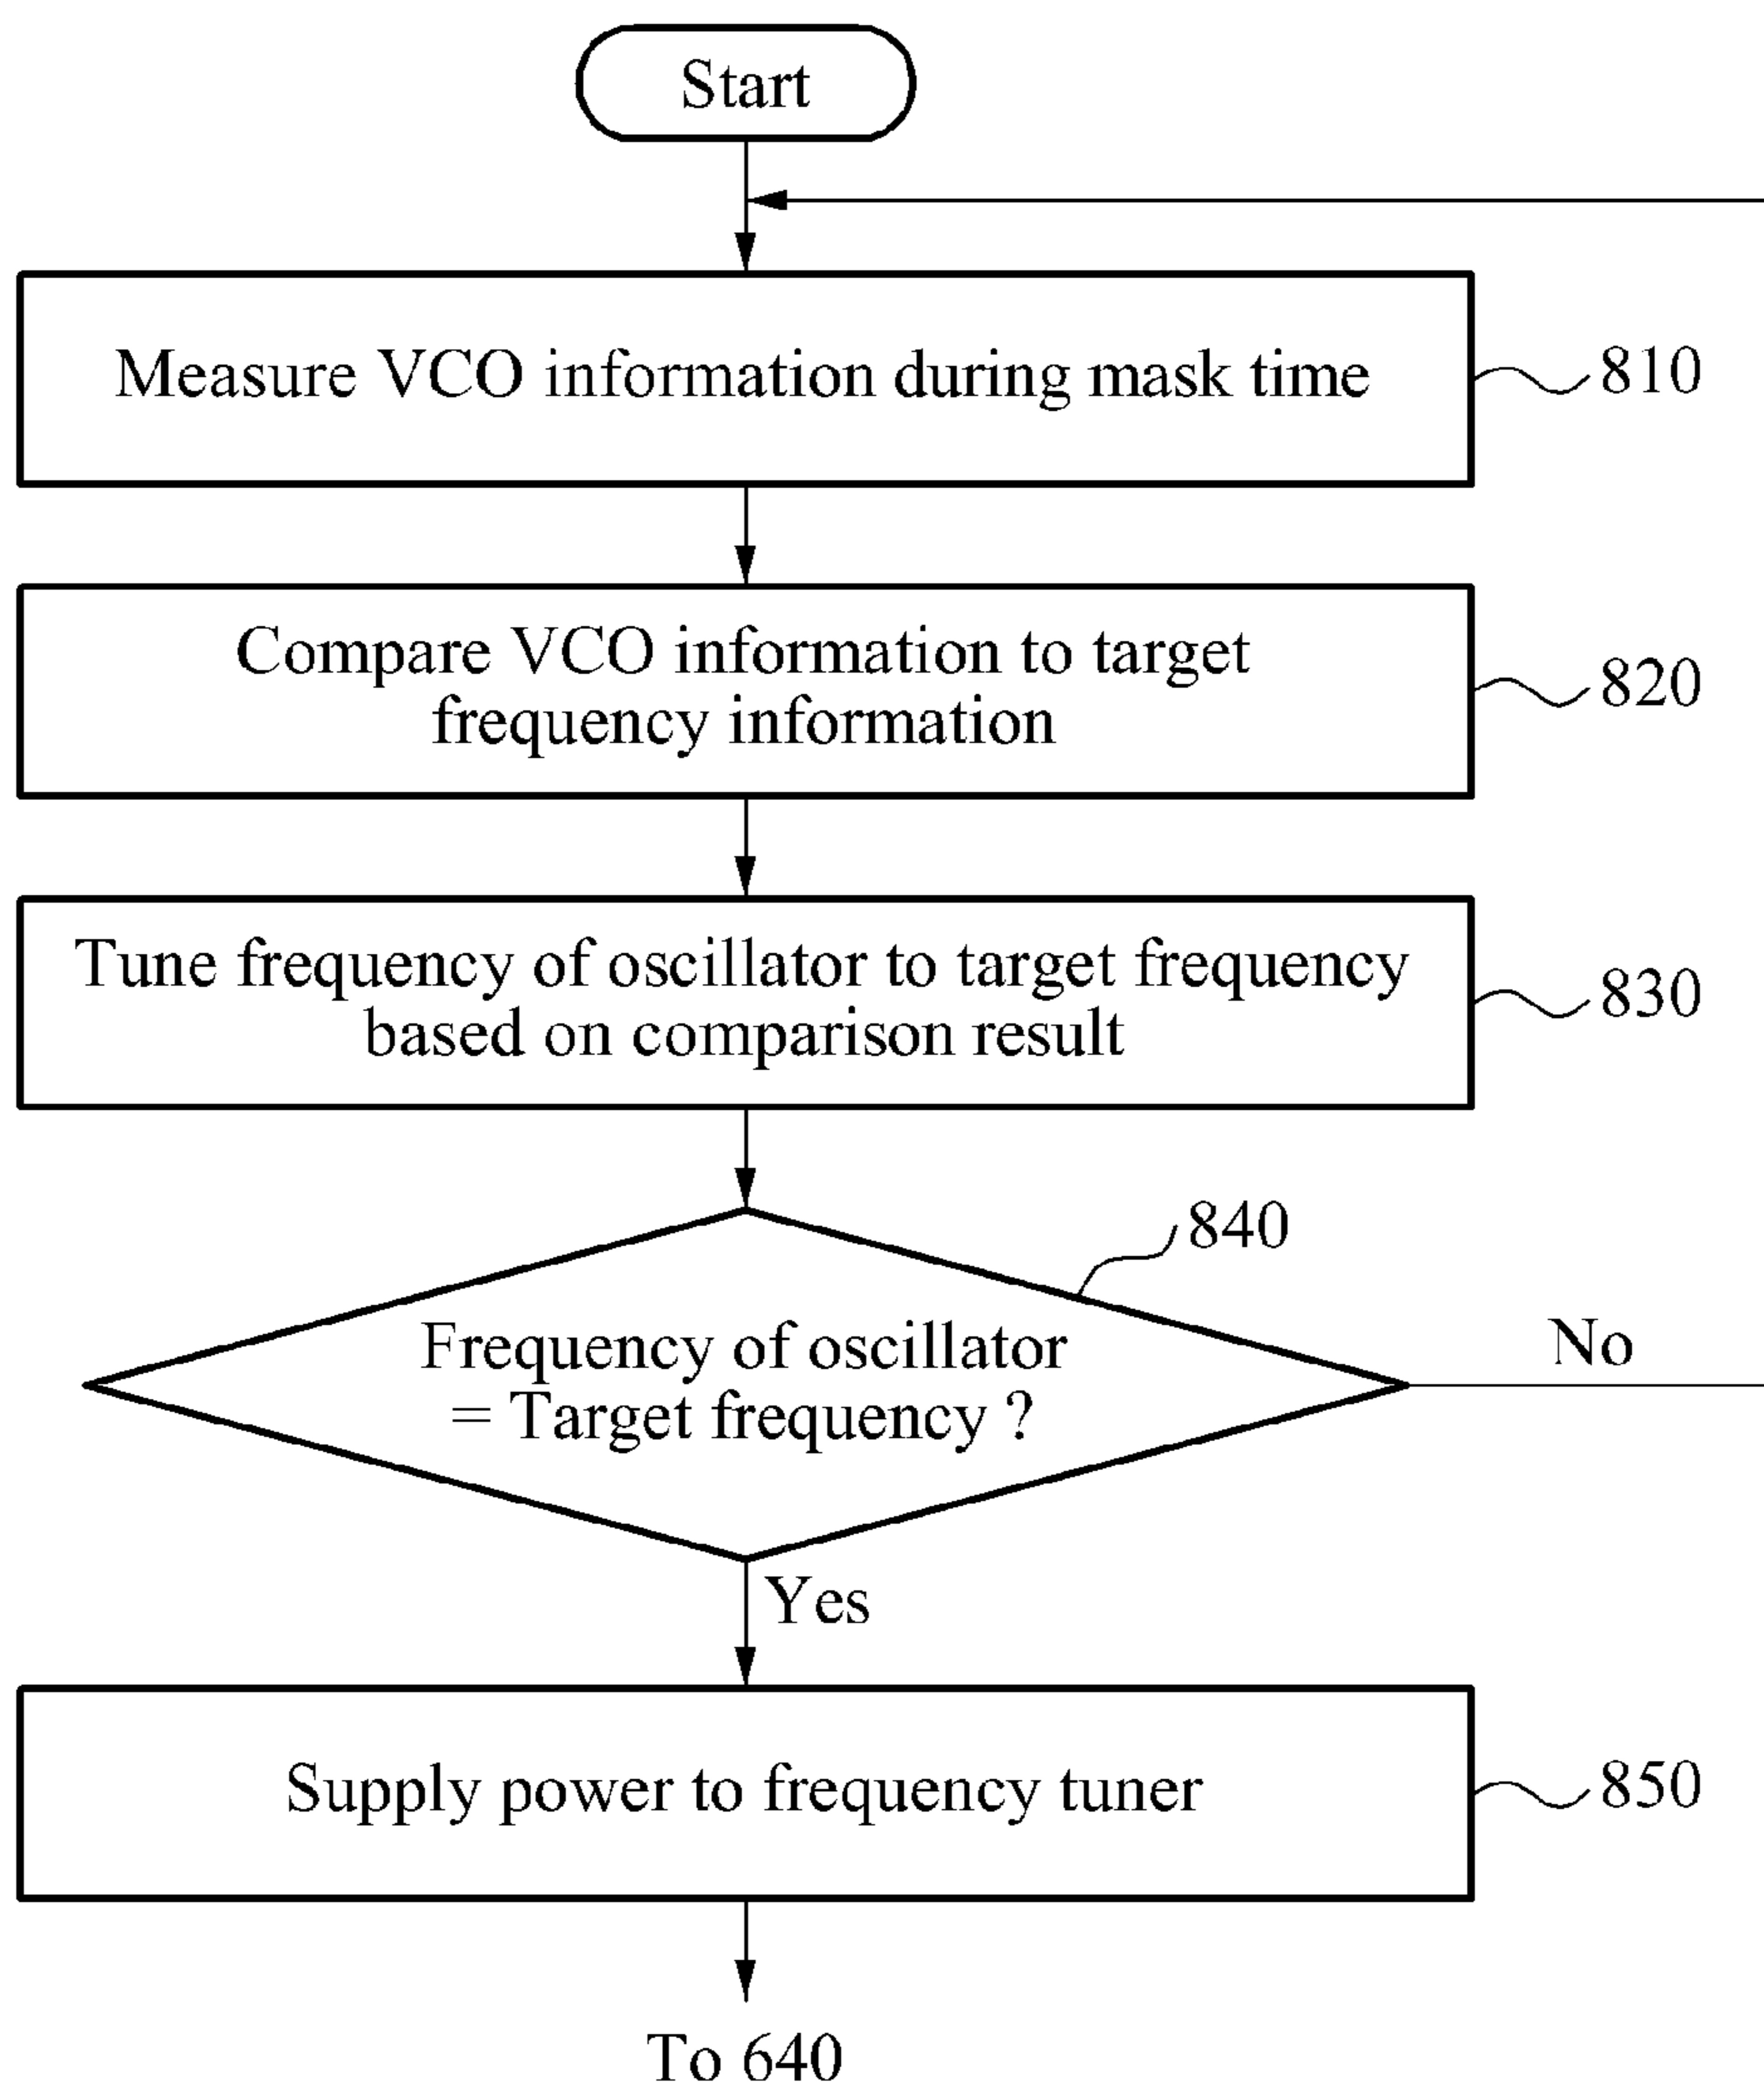 Start
Measure VCO information during mask time
810
Compare VCO information to target
frequency information
820
Tune frequency of oscillator to target frequency
based on comparison result
830
840
Frequency of oscillator
= Target frequency ?
No
Yes
Supply power to frequency tuner
850
To 640